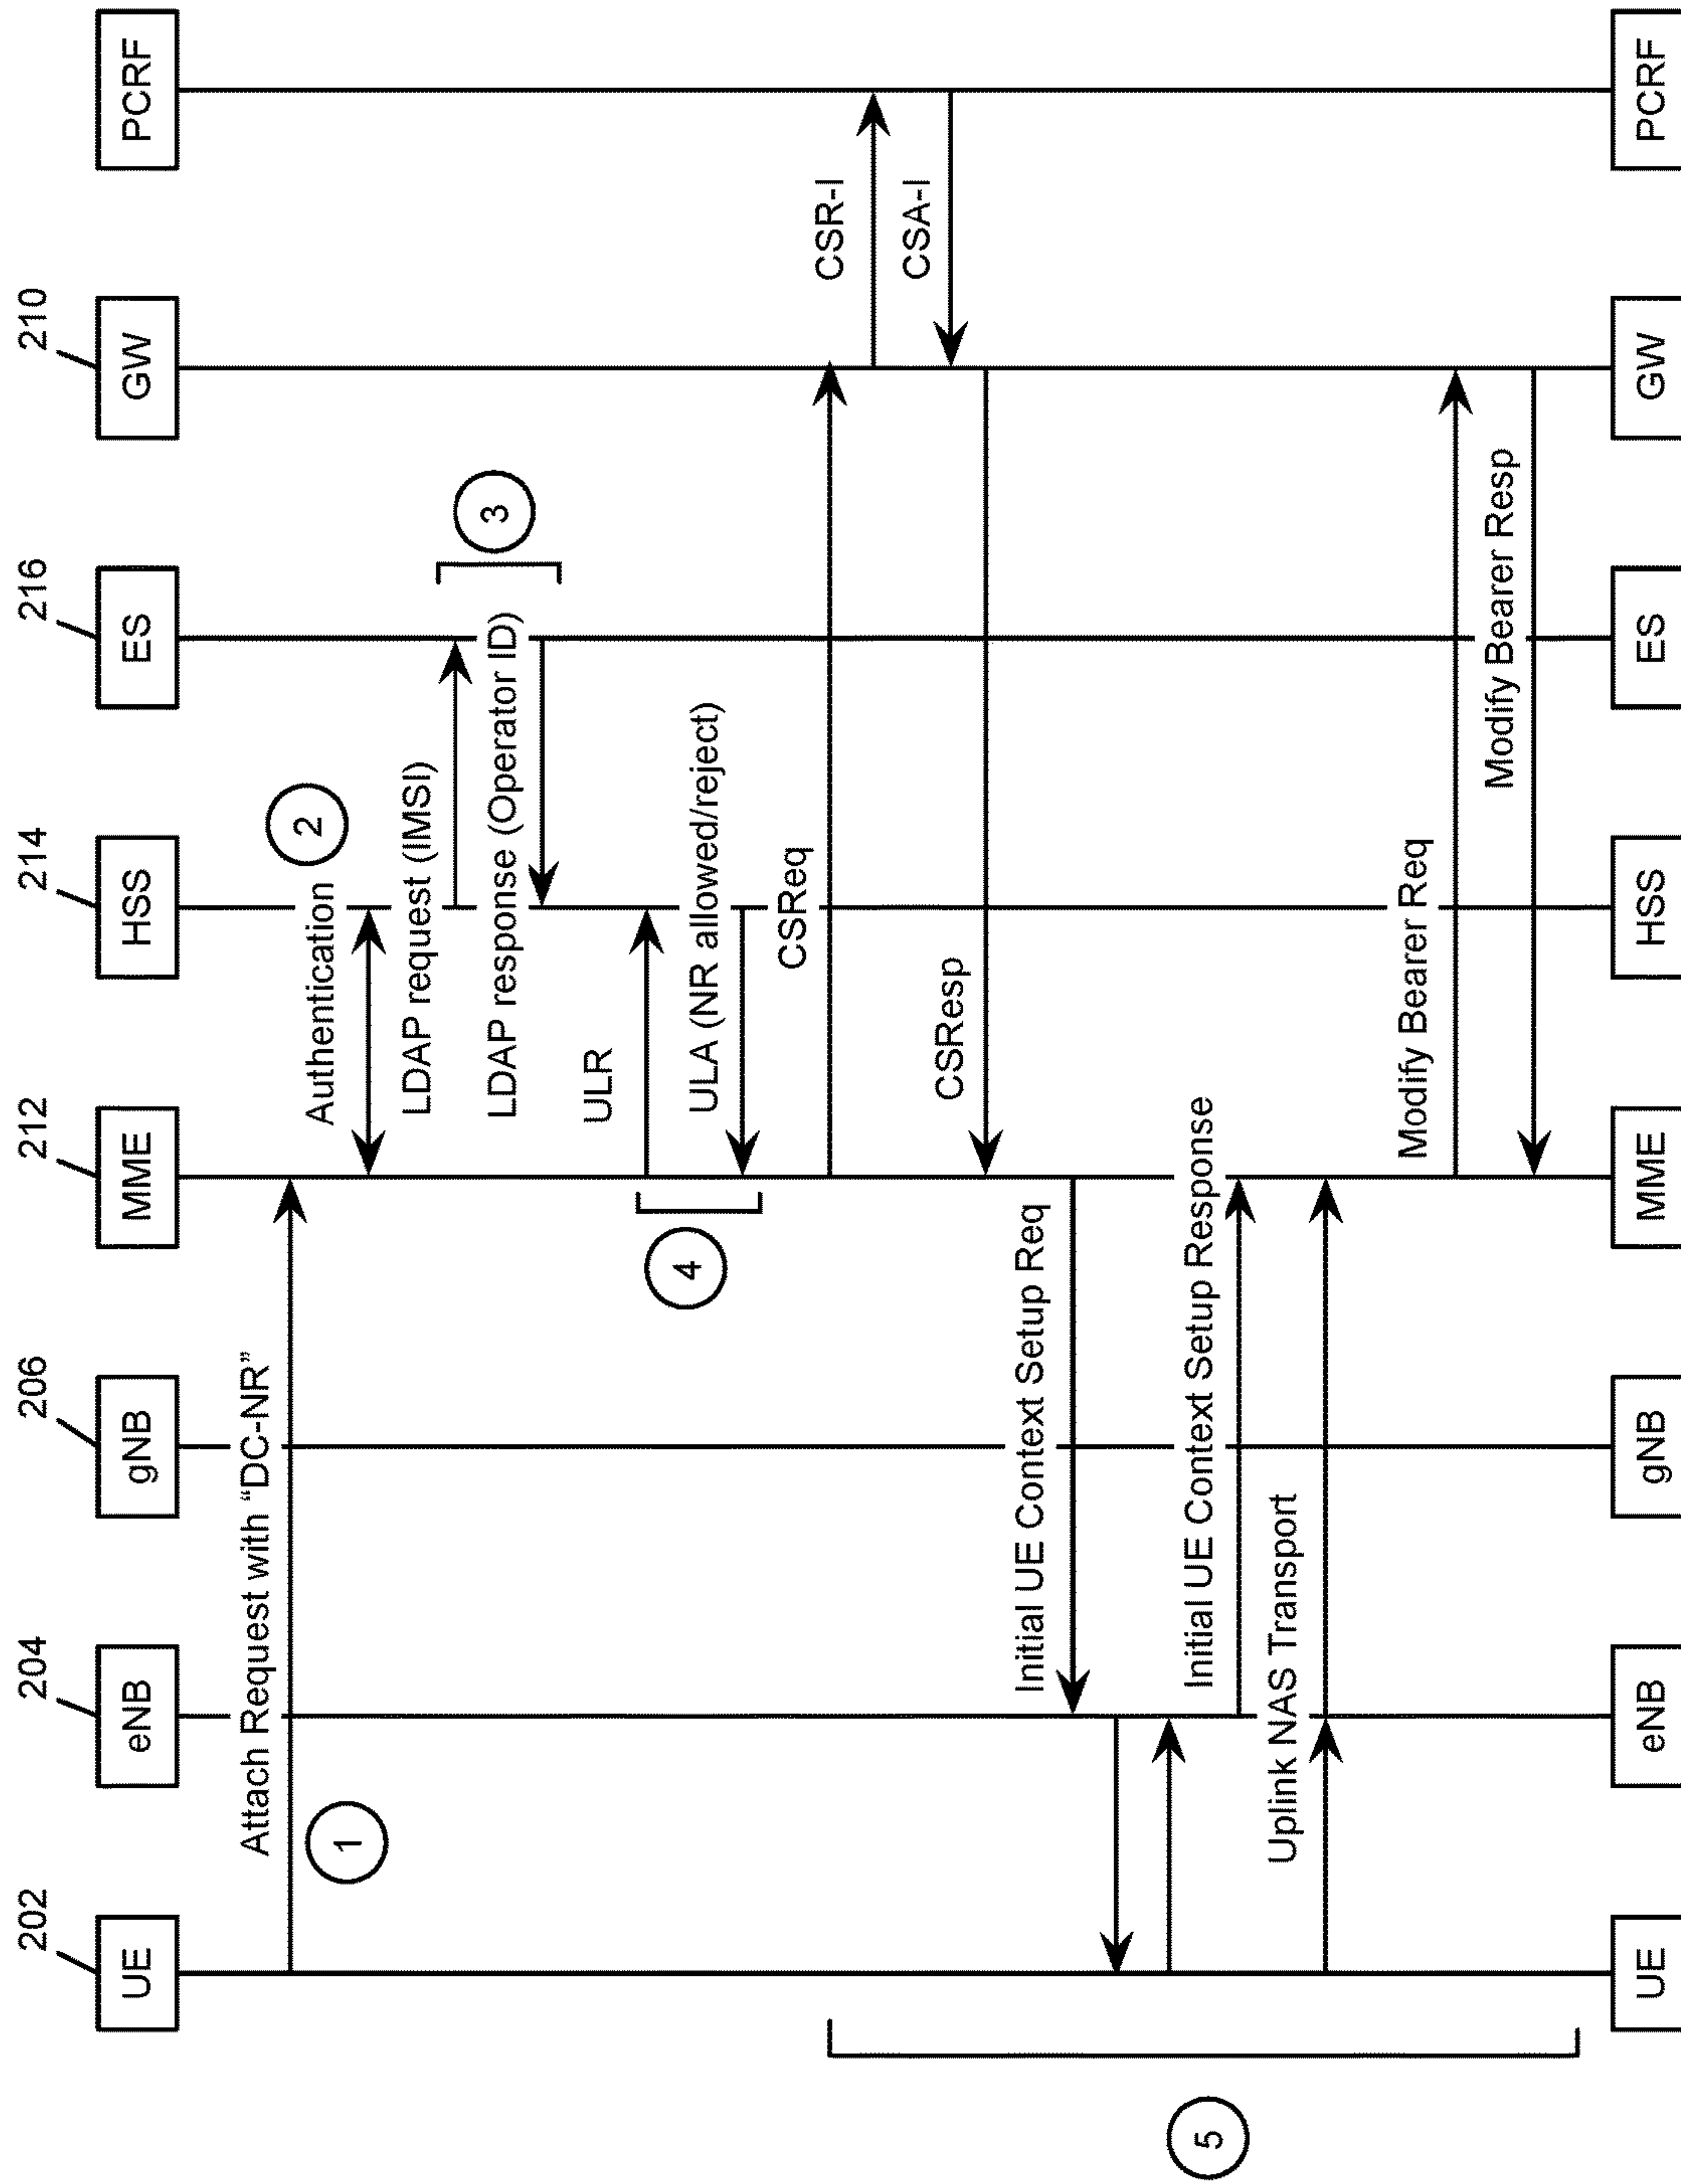 202
204
206
212
214
216
210
UE
eNB
gNB
MME
HSS
ES
GW
PCRF
Attach Request with “DC-NR”
1
Authentication
2
LDAP request (IMSI)
LDAP response (Operator ID)
3
ULR
ULA (NR allowed/reject)
4
CSReq
CSR-I
CSA-I
CSResp
Initial UE Context Setup Req
Initial UE Context Setup Response
Uplink NAS Transport
Modify Bearer Req
Modify Bearer Resp
5
UE
eNB
gNB
MME
HSS
ES
GW
PCRF